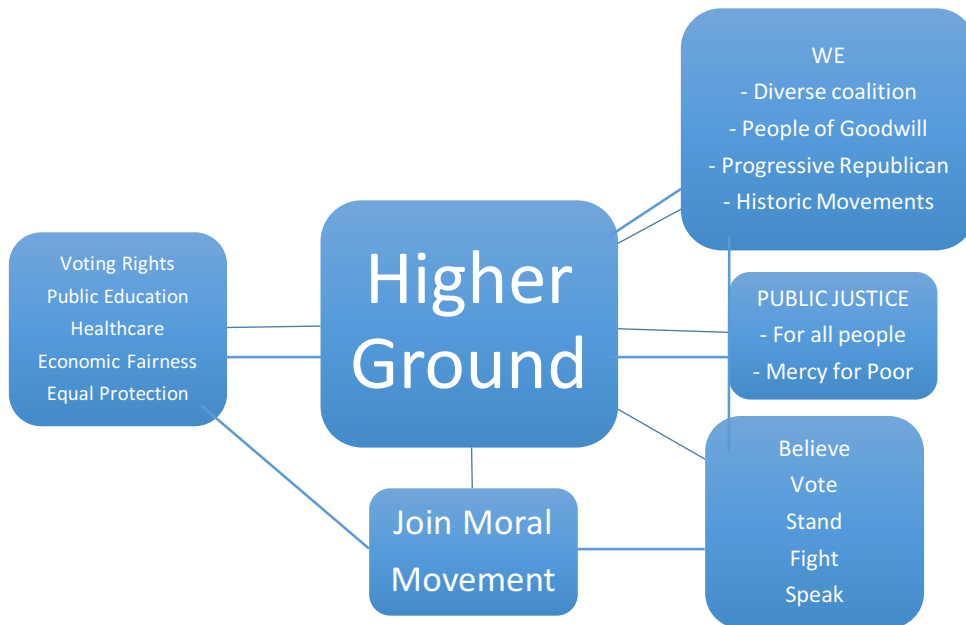 WE
- Diverse coalition
- People of Goodwill
- Progressive Republican
- Historic Movements
Higher
Ground
Voting Rights
Public Education
Healthcare
Economic Fairness
Equal Protection
PUBLIC JUSTICE
- For all people
- Mercy for Poor
Believe
Vote
Stand
Fight
Speak
Join Moral
Movement